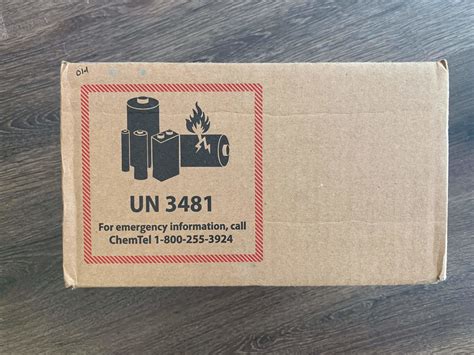 UN 3481
For emergency information, call
ChemTel 1-800-255-3924